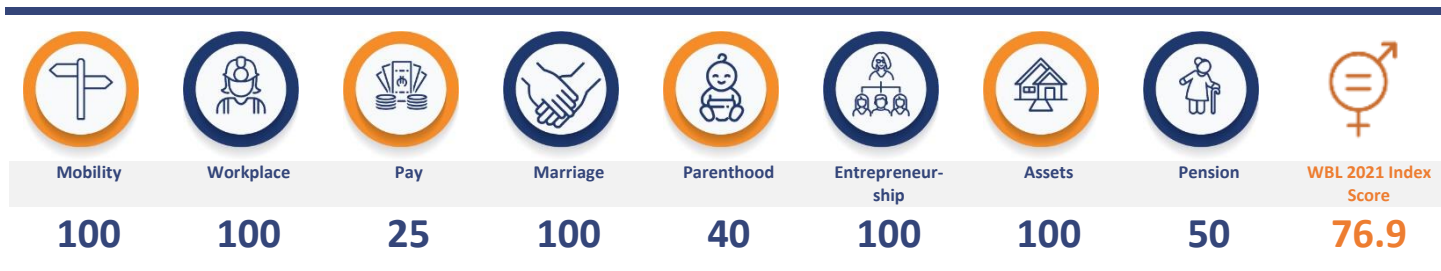 Mobility
Workplace
Pay
Marriage
Parenthood
Entrepreneur-
ship
Assets
Pension
WBL 2021 Index
Score
100
100
25
100
40
100
100
50
76.9